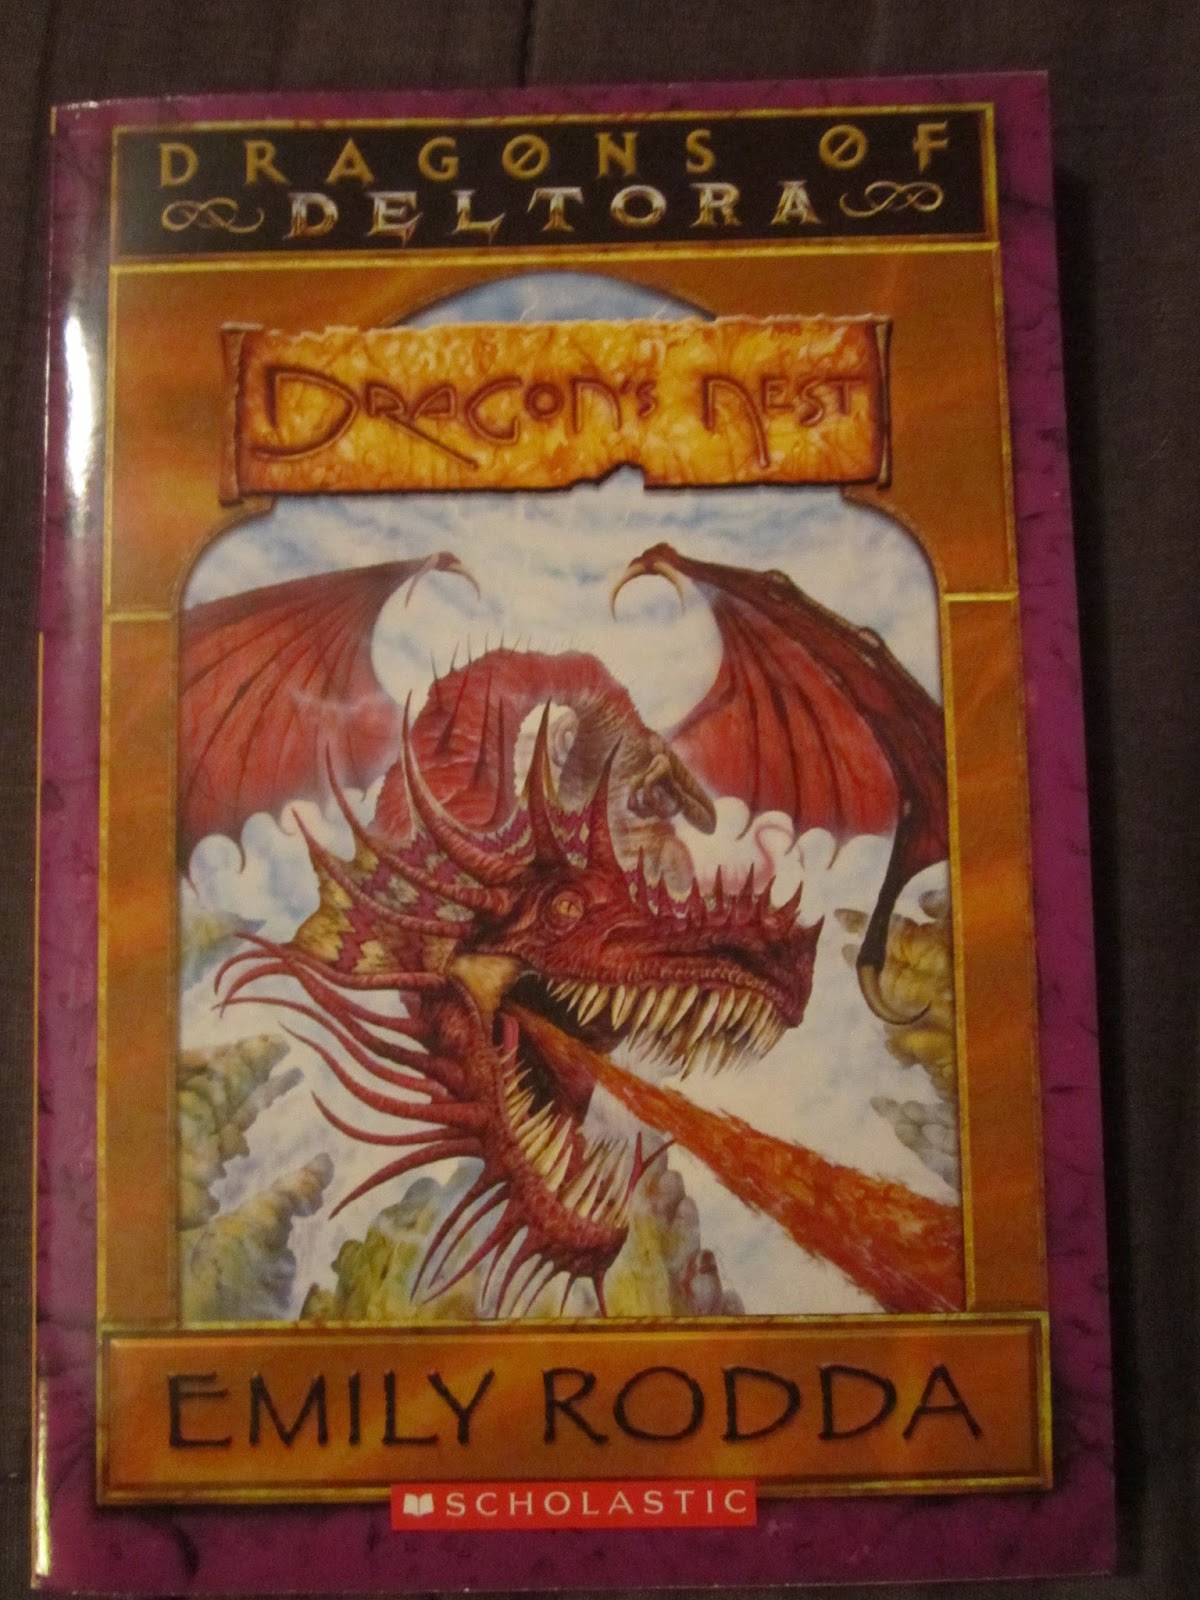 DRAGONS OF
DELTORA
DRAGON'S NEST
EMILY RODDA
SCHOLASTIC